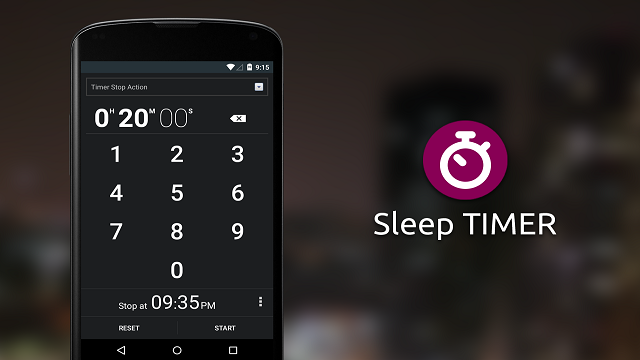 9:15
Timer Stop Action
0H 20M 00S
1 2 3
4 5 6
7 8 9
0
Stop at 09:35PM
RESET START
Sleep TIMER